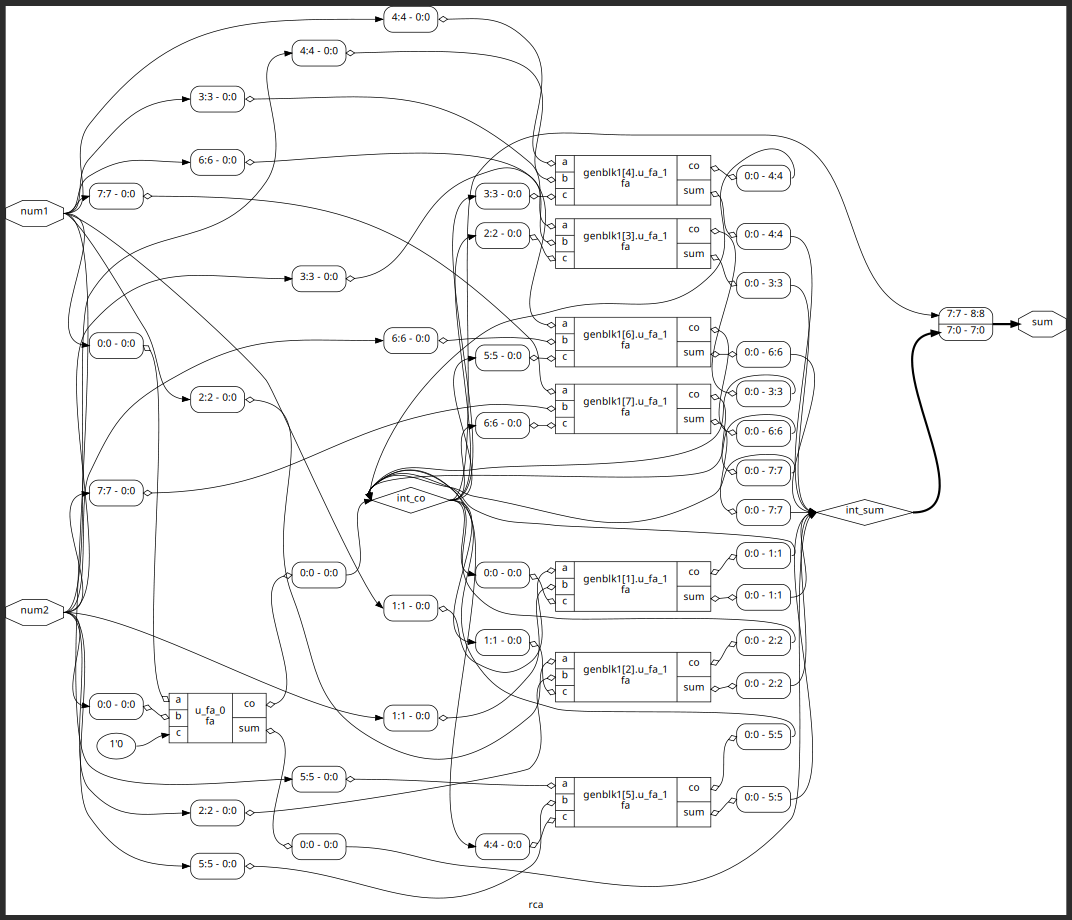 4:4 - 0:0
4:4 - 0:0
3:3 - 0:0
6:6 - 0:0
7:7 - 0:0
num1
3:3 - 0:0
2:2 - 0:0
a
b
c
genblk1[4].u_fa_1
fa
co
sum
0:0 - 4:4
a
b
c
genblk1[3].u_fa_1
fa
co
sum
0:0 - 4:4
3:3 - 0:0
0:0 - 3:3
7:7 - 8:8
7:0 - 7:0
sum
0:0 - 0:0
6:6 - 0:0
5:5 - 0:0
a
b
c
genblk1[6].u_fa_1
fa
co
sum
0:0 - 6:6
2:2 - 0:0
0:0 - 3:3
6:6 - 0:0
a
b
c
genblk1[7].u_fa_1
fa
co
sum
0:0 - 6:6
0:0 - 7:7
7:7 - 0:0
int_co
0:0 - 7:7
int_sum
0:0 - 0:0
0:0 - 0:0
a
b
c
genblk1[1].u_fa_1
fa
co
sum
0:0 - 1:1
0:0 - 1:1
num2
1:1 - 0:0
1:1 - 0:0
a
b
c
genblk1[2].u_fa_1
fa
co
sum
0:0 - 2:2
0:0 - 2:2
0:0 - 0:0
1'0
a
b
c
u_fa_0
fa
co
sum
1:1 - 0:0
0:0 - 5:5
5:5 - 0:0
2:2 - 0:0
a
b
c
genblk1[5].u_fa_1
fa
co
sum
0:0 - 5:5
0:0 - 0:0
4:4 - 0:0
5:5 - 0:0
rca